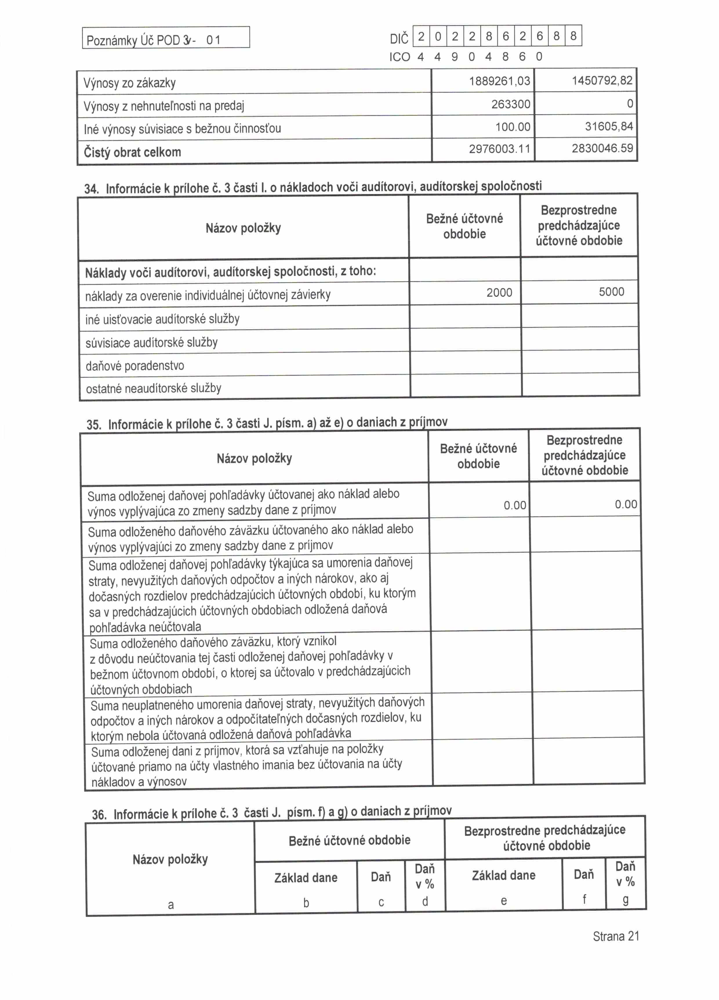 Poznámky Úč POD 3v- 01
DIČ 2 0 2 2 8 6 2 6 8 8
ICO 4 4 9 0 4 8 6 0
Výnosy zo zákazky 1889261,03 1450792,82
Výnosy z nehnuteľnosti na predaj 263300 0
Iné výnosy súvisiace s bežnou činnosťou 100.00 31605,84
Čistý obrat celkom 2976003.11 2830046.59
34. Informácie k prílohe č. 3 časti I. o nákladoch voči audítorovi, audítorskej spoločnosti
Názov položky
Bežné účtovné
obdobie
Bezprostredne
predchádzajúce
účtovné obdobie
Náklady voči audítorovi, audítorskej spoločnosti, z toho:
náklady za overenie individuálnej účtovnej závierky 2000 5000
iné uisťovacie audítorské služby
súvisiace audítorské služby
daňové poradenstvo
ostatné neaudítorské služby
35. Informácie k prílohe č. 3 časti J. písm. a) až e) o daniach z príjmov
Názov položky
Bežné účtovné
obdobie
Bezprostredne
predchádzajúce
účtovné obdobie
Suma odloženej daňovej pohľadávky účtovanej ako náklad alebo
výnos vyplývajúca zo zmeny sadzby dane z príjmov 0.00 0.00
Suma odloženého daňového záväzku účtovaného ako náklad alebo
výnos vyplývajúci zo zmeny sadzby dane z príjmov
Suma odloženej daňovej pohľadávky týkajúca sa umorenia daňovej
straty, nevyužitých daňových odpočtov a iných nárokov, ako aj
dočasných rozdielov predchádzajúcich účtovných období, ku ktorým
sa v predchádzajúcich účtovných obdobiach odložená daňová
pohľadávka neúčtovala
Suma odloženého daňového záväzku, ktorý vznikol
z dôvodu neúčtovania tej časti odloženej daňovej pohľadávky v
bežnom účtovnom období, o ktorej sa účtovalo v predchádzajúcich
účtovných obdobiach
Suma neuplatneného umorenia daňovej straty, nevyužitých daňových
odpočtov a iných nárokov a odpočítateľných dočasných rozdielov, ku
ktorým nebola účtovaná odložená daňová pohľadávka
Suma odloženej dani z príjmov, ktorá sa vzťahuje na položky
účtované priamo na účty vlastného imania bez účtovania na účty
nákladov a výnosov
36. Informácie k prílohe č. 3 časti J. písm. f) a g) o daniach z príjmov
Názov položky
Bežné účtovné obdobie
Bezprostredne predchádzajúce
účtovné obdobie
Základ dane Daň Daň
v %
Základ dane Daň Daň
v %
a b c d e f g
Strana 21